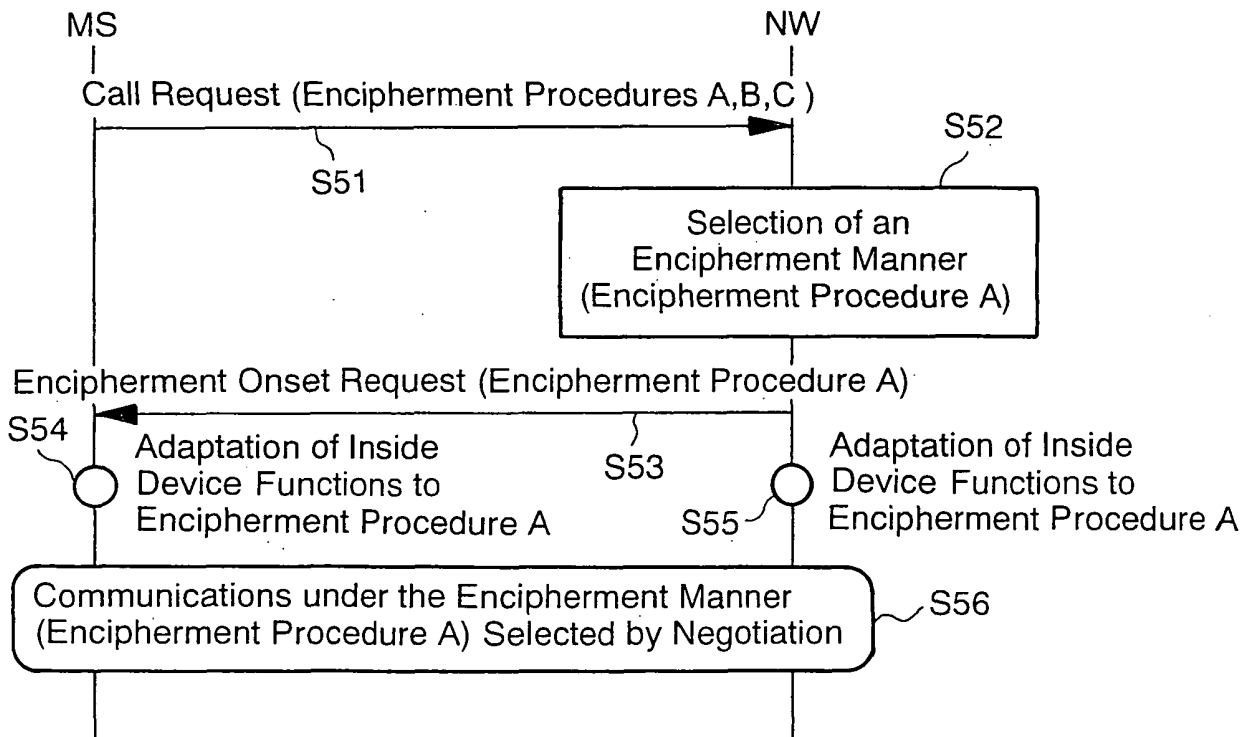 MS
NW
Call Request (Encipherment Procedures A,B,C )
S51
S52
Selection of an
Encipherment Manner
(Encipherment Procedure A)
Encipherment Onset Request (Encipherment Procedure A)
S53
S54
Adaptation of Inside
Device Functions to
Encipherment Procedure A
S55
Adaptation of Inside
Device Functions to
Encipherment Procedure A
Communications under the Encipherment Manner
(Encipherment Procedure A) Selected by Negotiation
S56